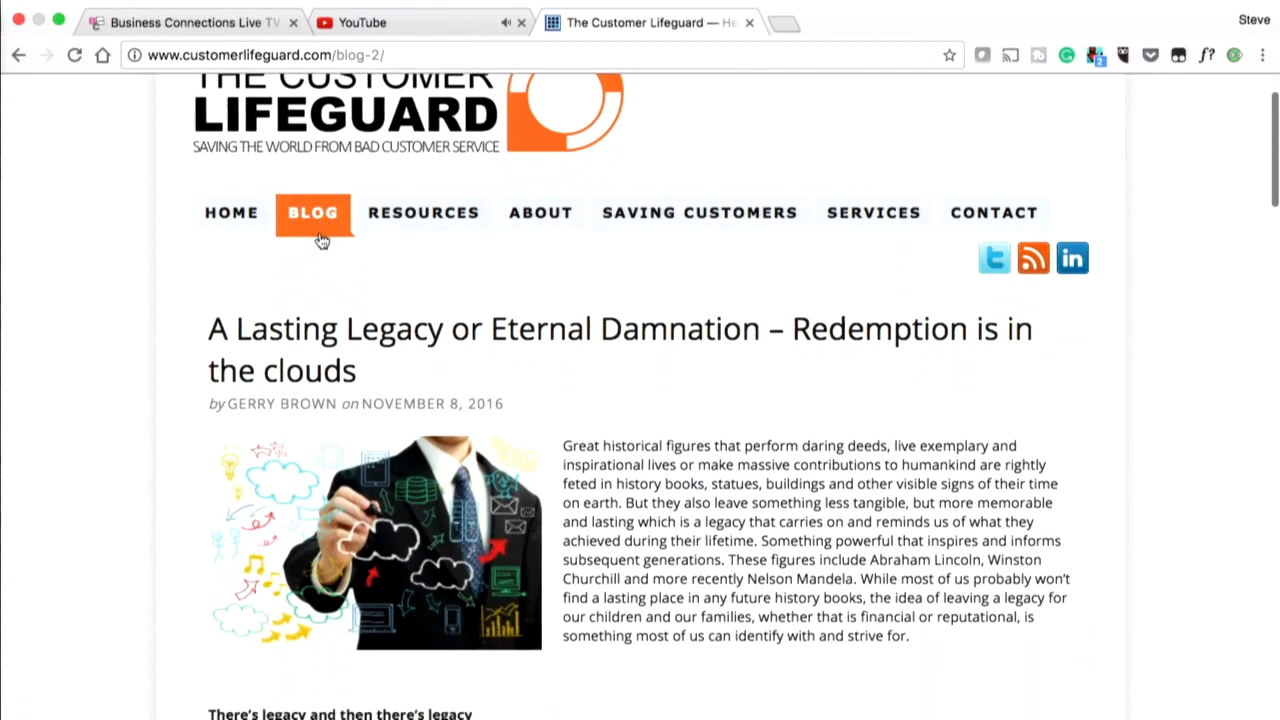 Business Connections Live TV
YouTube
The Customer Lifeguard — He
Steve
www.customerlifeguard.com/blog-2/
2
f?
THE CUSTOMER
LIFEGUARD
SAVING THE WORLD FROM BAD CUSTOMER SERVICE
HOME BLOG RESOURCES ABOUT SAVING CUSTOMERS SERVICES CONTACT
in
A Lasting Legacy or Eternal Damnation – Redemption is in
the clouds
by GERRY BROWN on NOVEMBER 8, 2016
Great historical figures that perform daring deeds, live exemplary and
inspirational lives or make massive contributions to humankind are rightly
feted in history books, statues, buildings and other visible signs of their time
on earth. But they also leave something less tangible, but more memorable
and lasting which is a legacy that carries on and reminds us of what they
achieved during their lifetime. Something powerful that inspires and informs
subsequent generations. These figures include Abraham Lincoln, Winston
Churchill and more recently Nelson Mandela. While most of us probably won’t
find a lasting place in any future history books, the idea of leaving a legacy for
our children and our families, whether that is financial or reputational, is
something most of us can identify with and strive for.
There’s legacy and then there’s legacy